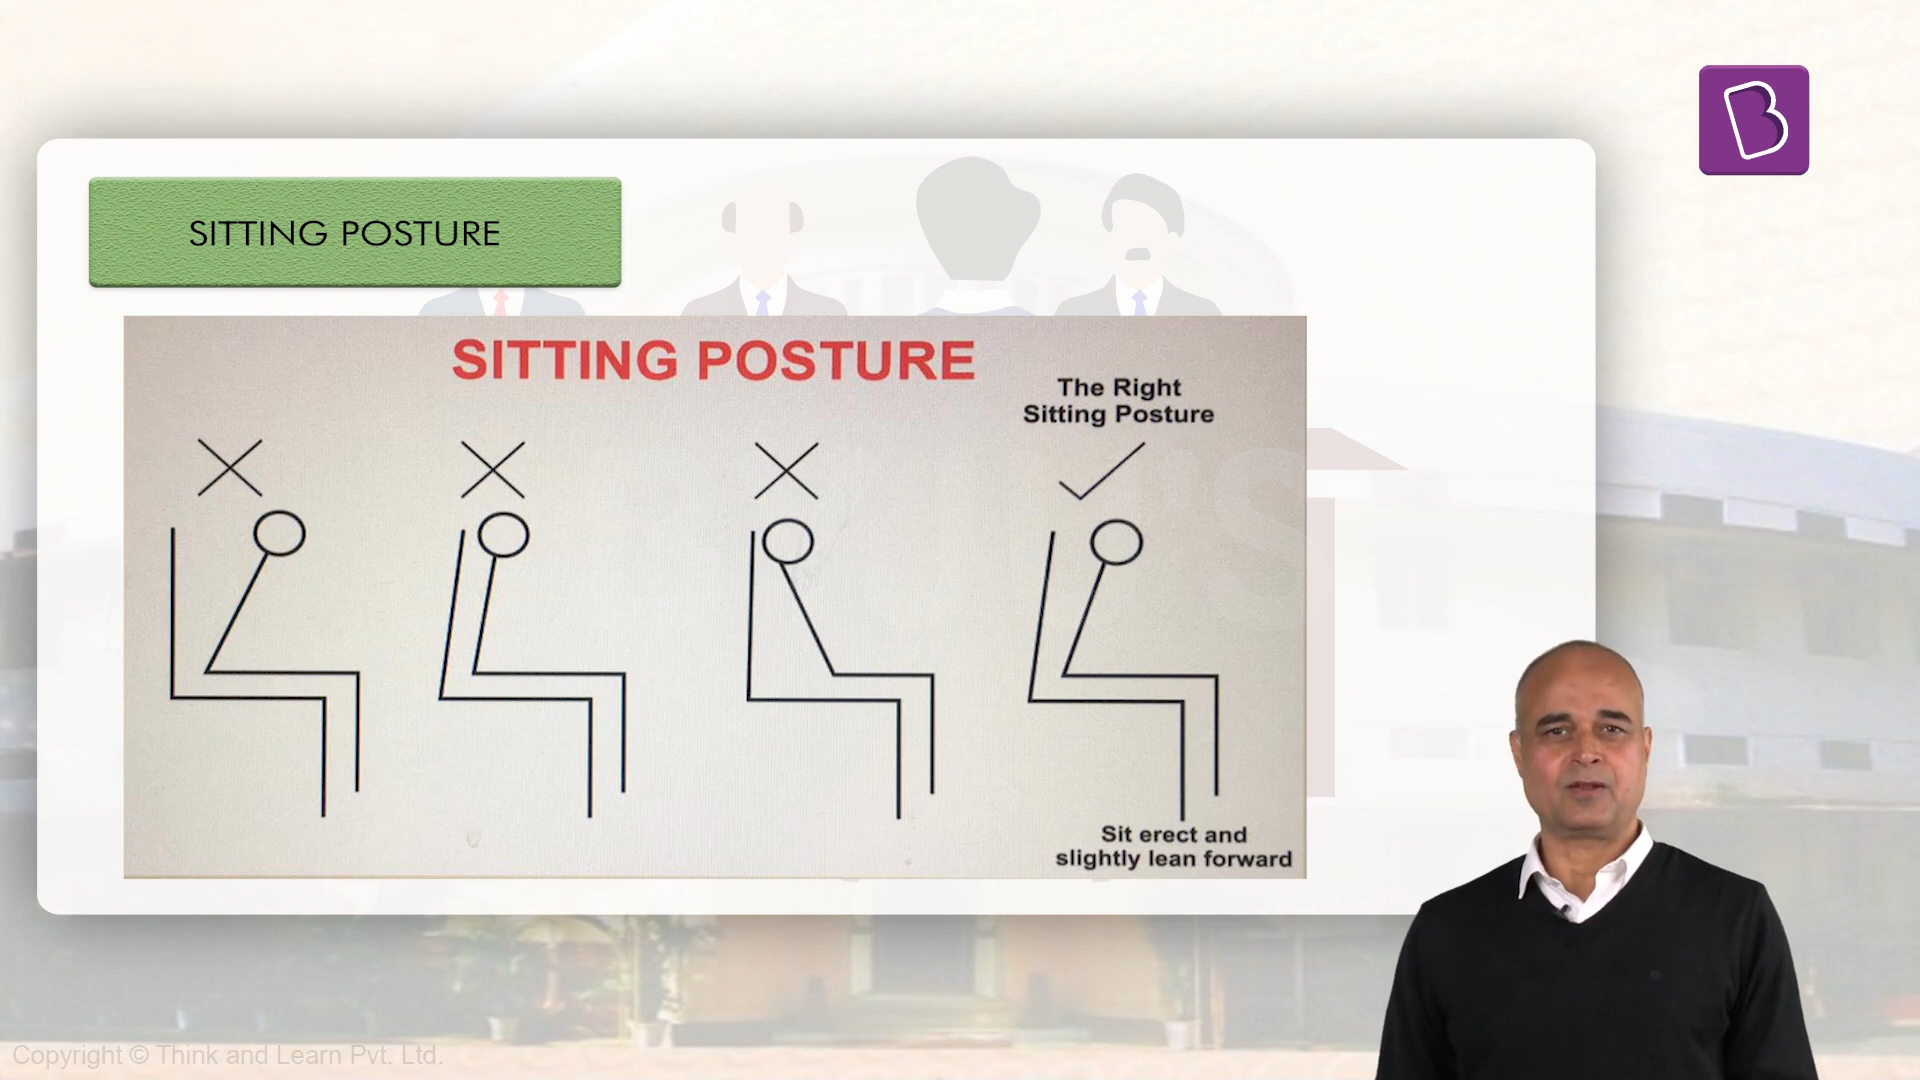 SITTING POSTURE
SITTING POSTURE
The Right
Sitting Posture
Sit erect and
slightly lean forward
Copyright © Think and Learn Pvt. Ltd.